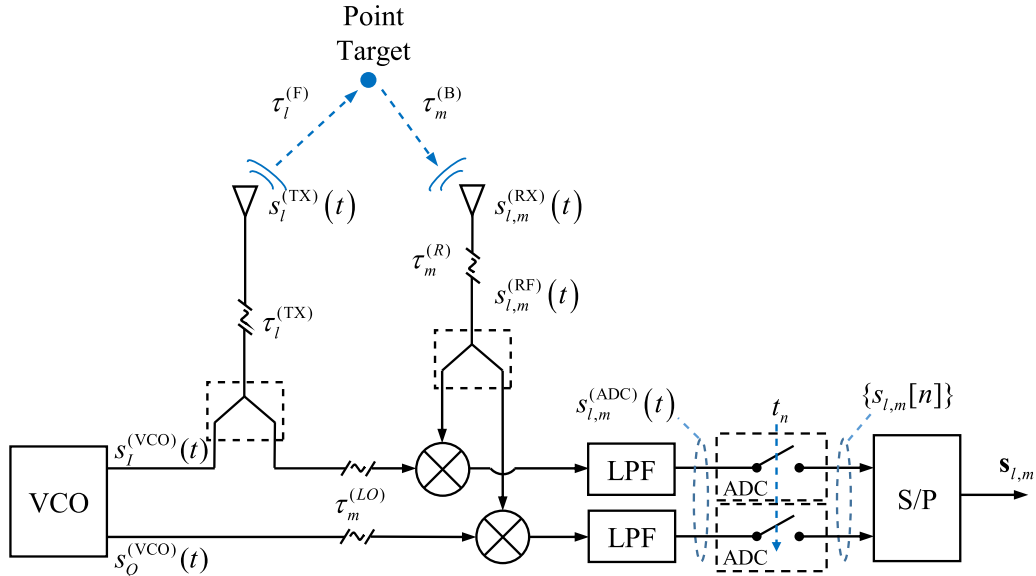 Point
Target
τ_l^(F)
τ_m^(B)
s_l^(TX)(t)
s_{l,m}^(RX)(t)
τ_m^(R)
s_{l,m}^(RF)(t)
τ_l^(TX)
s_{l,m}^(ADC)(t)
t_n
{s_{l,m}[n]}
s_I^(VCO)(t)
VCO
LPF
ADC
S/P
s_{l,m}
τ_m^(LO)
LPF
ADC
s_Q^(VCO)(t)